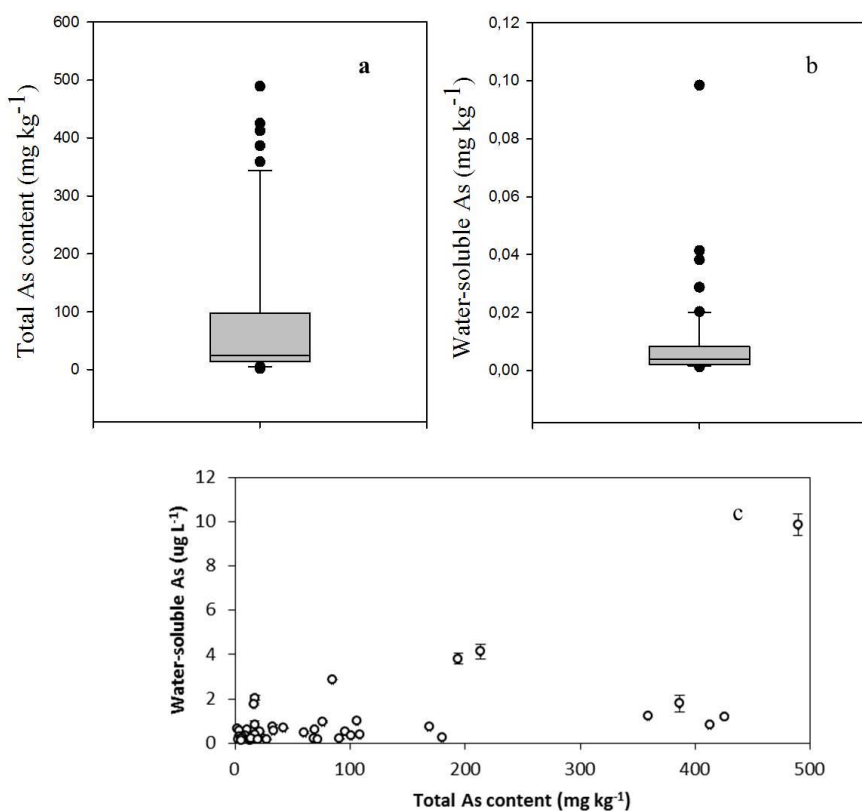 600
500
400
300
200
100
0
Total As content (mg kg-1)
a
0,12
0,10
0,08
0,06
0,04
0,02
0,00
Water-soluble As (mg kg-1)
b
12
10
8
6
4
2
0
Water-soluble As (ug L-1)
c
0 100 200 300 400 500
Total As content (mg kg-1)